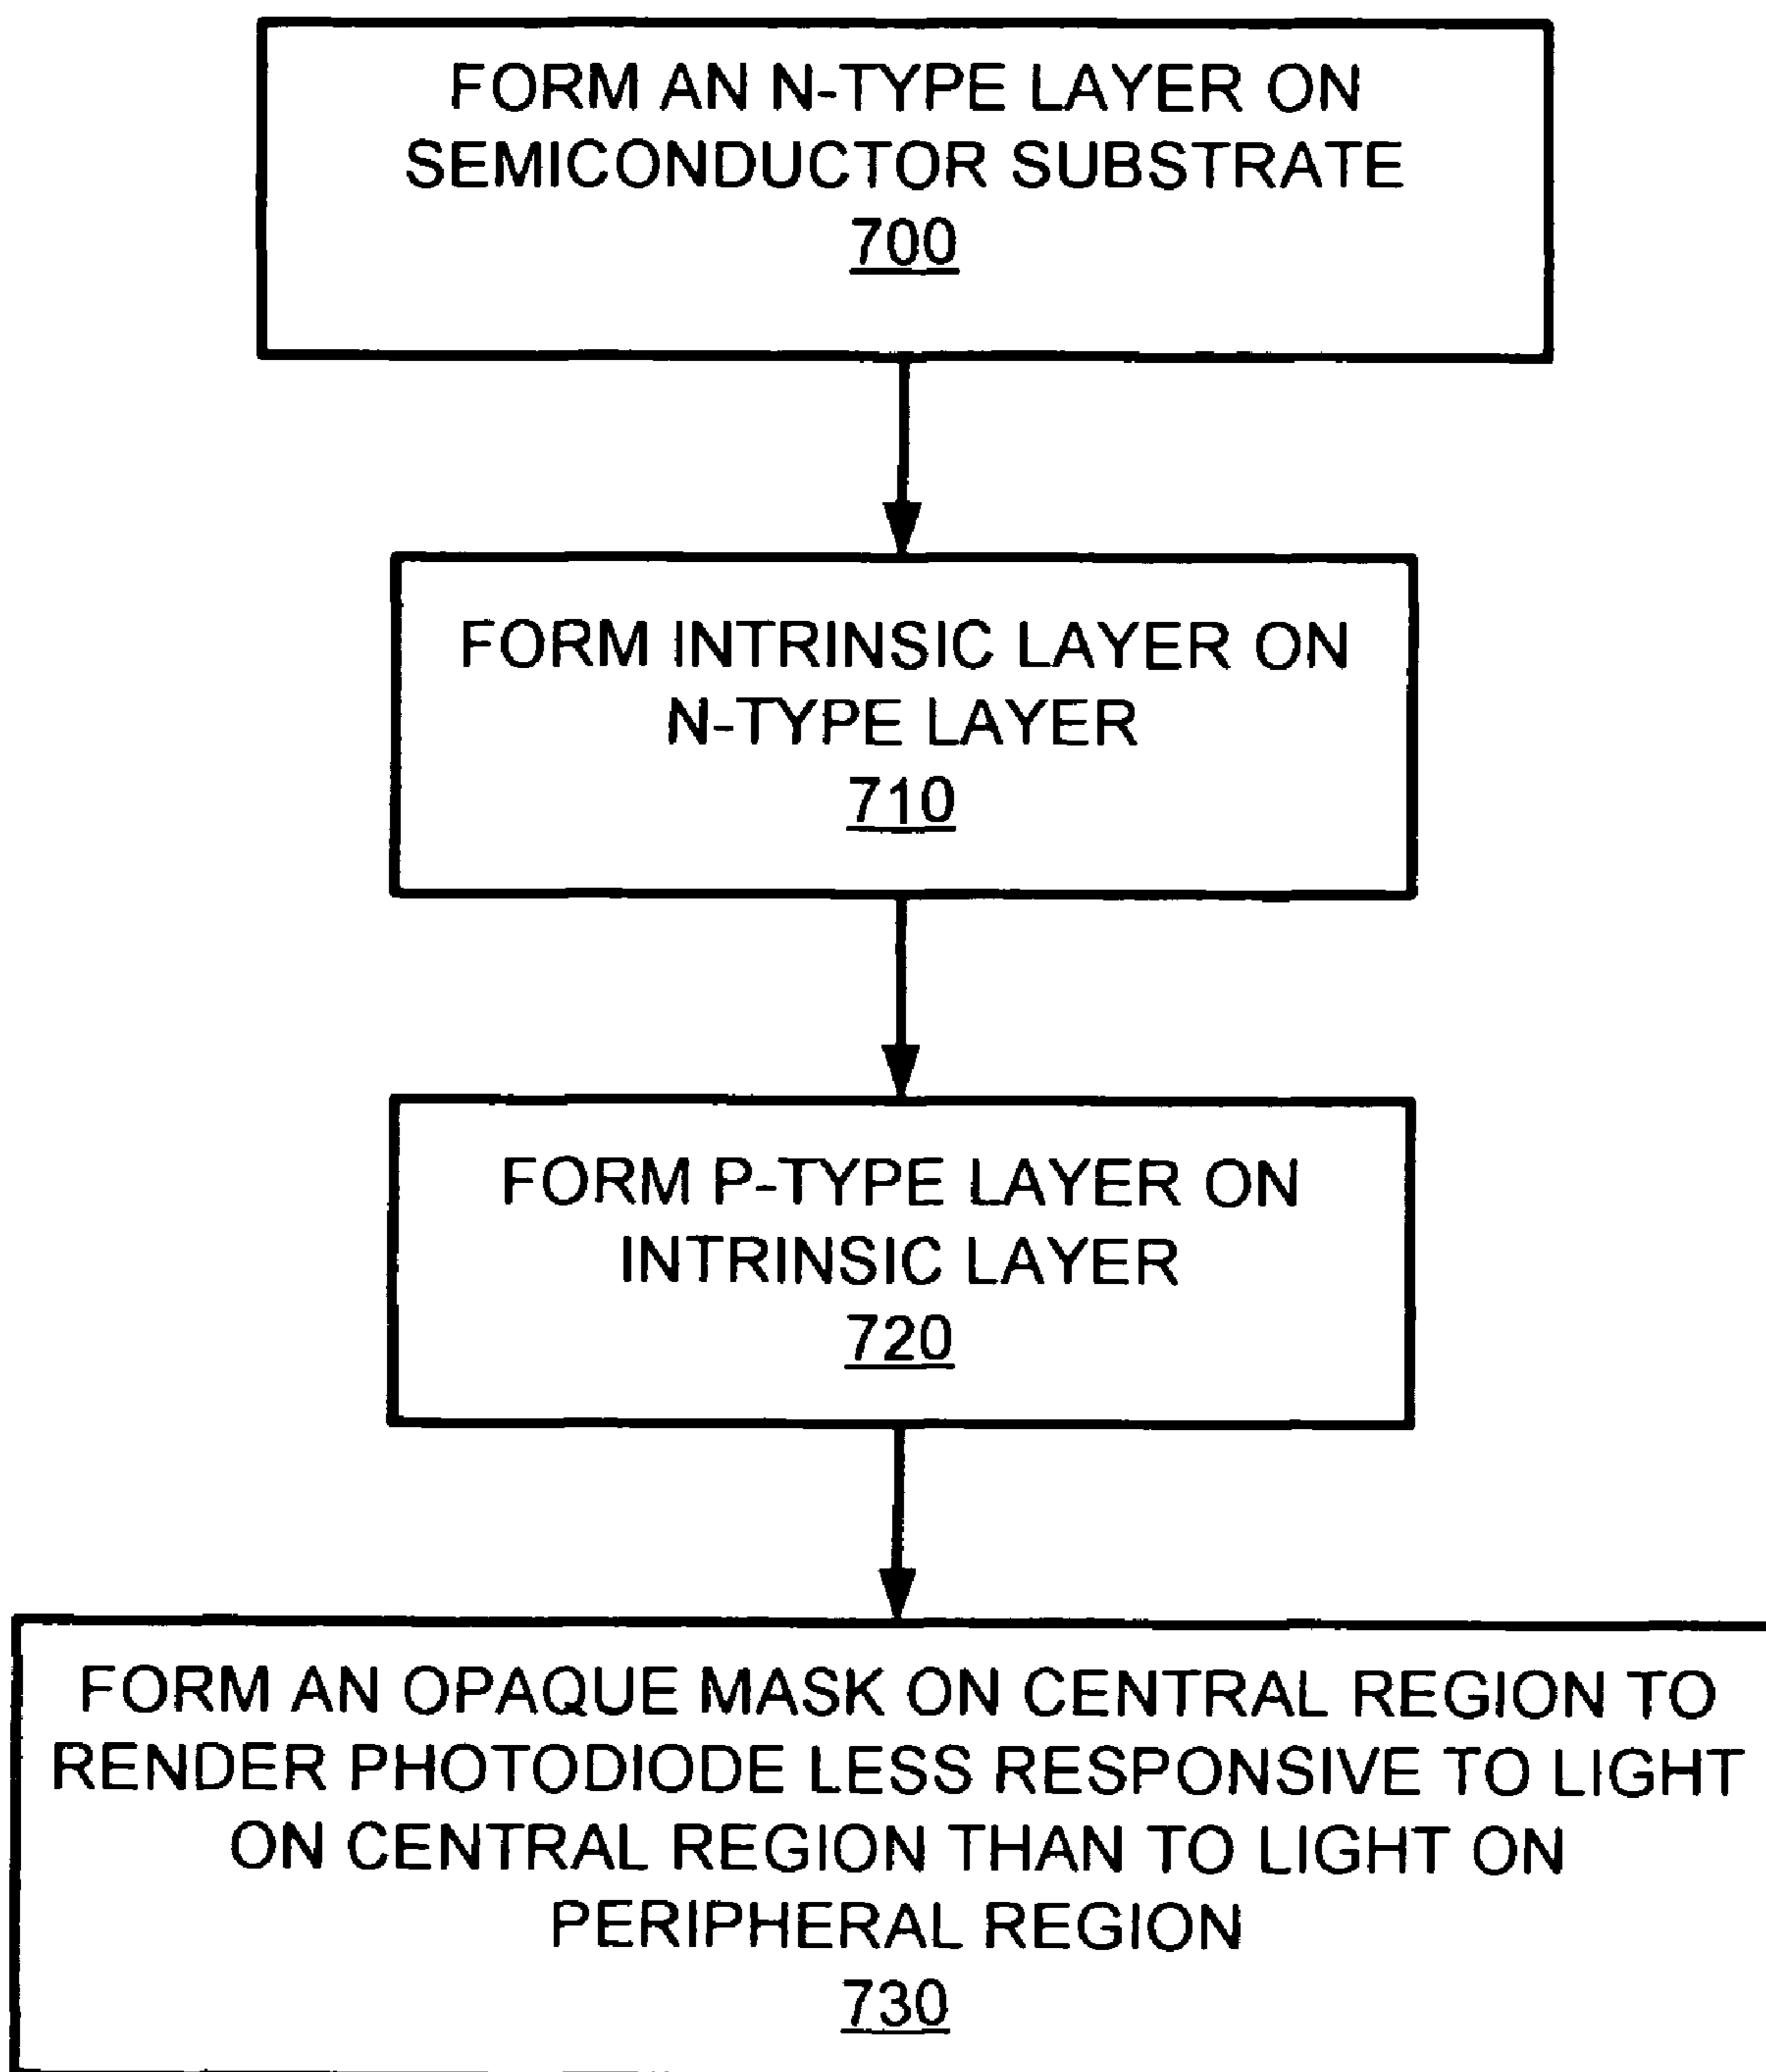 FORM AN N-TYPE LAYER ON
SEMICONDUCTOR SUBSTRATE
700
FORM INTRINSIC LAYER ON
N-TYPE LAYER
710
FORM P-TYPE LAYER ON
INTRINSIC LAYER
720
FORM AN OPAQUE MASK ON CENTRAL REGION TO
RENDER PHOTODIODE LESS RESPONSIVE TO LIGHT
ON CENTRAL REGION THAN TO LIGHT ON
PERIPHERAL REGION
730